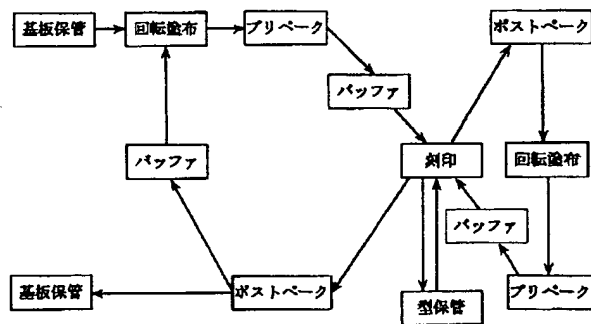 基板保管
回転塗布
プリベーク
ポストベーク
バッファ
刻印
回転塗布
バッファ
バッファ
基板保管
ポストベーク
型保管
プリベーク